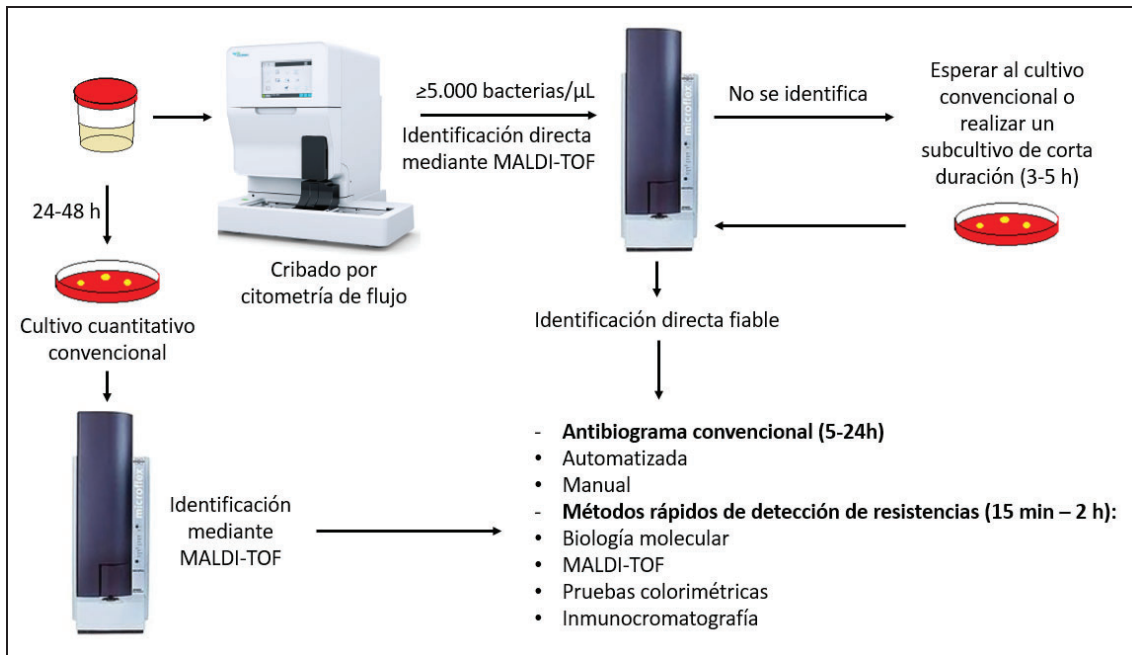 ≥5.000 bacterias/µL
Identificación directa
mediante MALDI-TOF
No se identifica
Esperar al cultivo
convencional o
realizar un
subcultivo de corta
duración (3-5 h)
microflex
24-48 h
Cribado por
citometría de flujo
Cultivo cuantitativo
convencional
Identificación directa fiable
microflex
Identificación
mediante
MALDI-TOF
- Antibiograma convencional (5-24h)
• Automatizada
• Manual
- Métodos rápidos de detección de resistencias (15 min – 2 h):
• Biología molecular
• MALDI-TOF
• Pruebas colorimétricas
• Inmunocromatografía